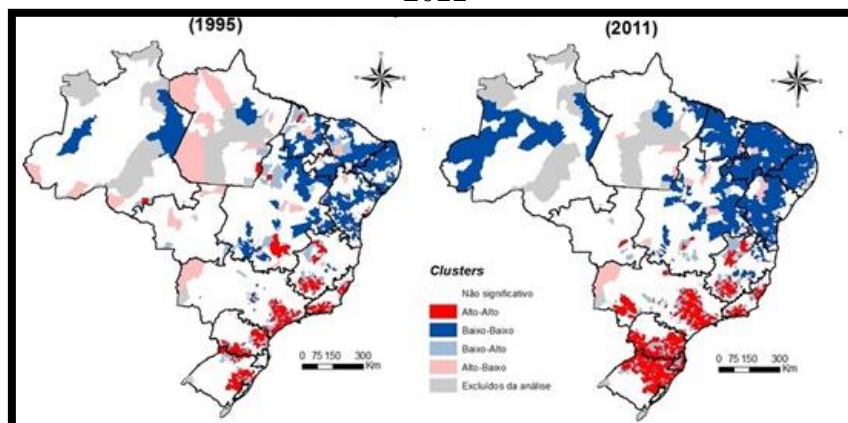 (1995)
(2011)
Clusters
Não significativo
Alto-Alto
Baixo-Baixo
Baixo-Alto
Alto-Baixo
Excluídos da análise
0 75 150 300
Km
0 75 150 300
Km